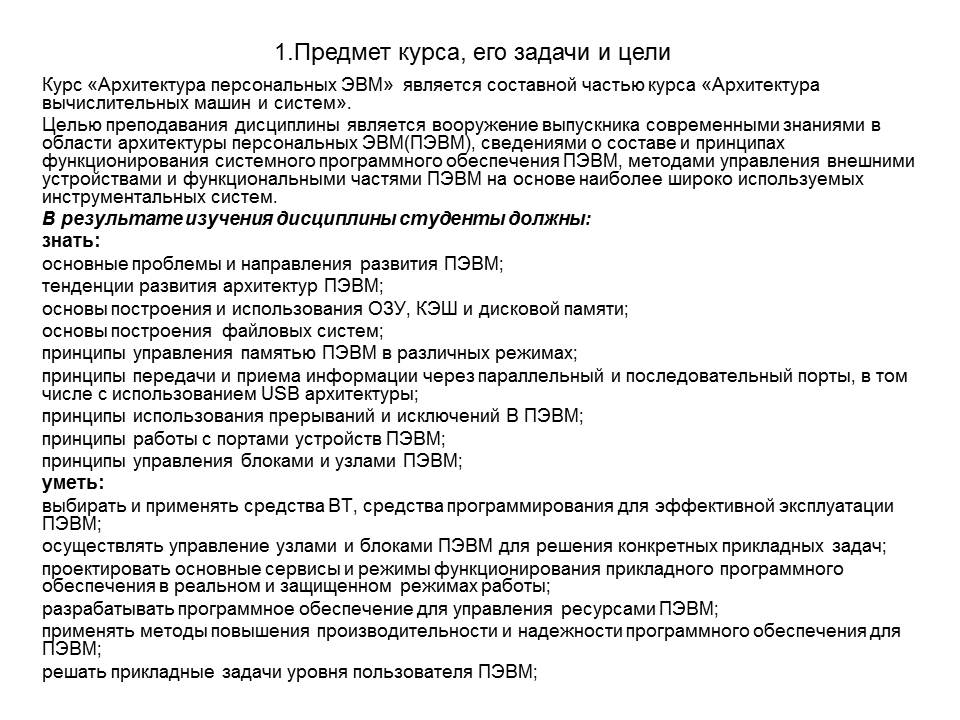 1.Предмет курса, его задачи и цели
Курс «Архитектура персональных ЭВМ» является составной частью курса «Архитектура
вычислительных машин и систем».
Целью преподавания дисциплины является вооружение выпускника современными знаниями в
области архитектуры персональных ЭВМ(ПЭВМ), сведениями о составе и принципах
функционирования системного программного обеспечения ПЭВМ, методами управления внешними
устройствами и функциональными частями ПЭВМ на основе наиболее широко используемых
инструментальных систем.
В результате изучения дисциплины студенты должны:
знать:
основные проблемы и направления развития ПЭВМ;
тенденции развития архитектур ПЭВМ;
основы построения и использования ОЗУ, КЭШ и дисковой памяти;
основы построения файловых систем;
принципы управления памятью ПЭВМ в различных режимах;
принципы передачи и приема информации через параллельный и последовательный порты, в том
числе с использованием USB архитектуры;
принципы использования прерываний и исключений В ПЭВМ;
принципы работы с портами устройств ПЭВМ;
принципы управления блоками и узлами ПЭВМ;
уметь:
выбирать и применять средства ВТ, средства программирования для эффективной эксплуатации
ПЭВМ;
осуществлять управление узлами и блоками ПЭВМ для решения конкретных прикладных задач;
проектировать основные сервисы и режимы функционирования прикладного программного
обеспечения в реальном и защищенном режимах работы;
разрабатывать программное обеспечение для управления ресурсами ПЭВМ;
применять методы повышения производительности и надежности программного обеспечения для
ПЭВМ;
решать прикладные задачи уровня пользователя ПЭВМ;